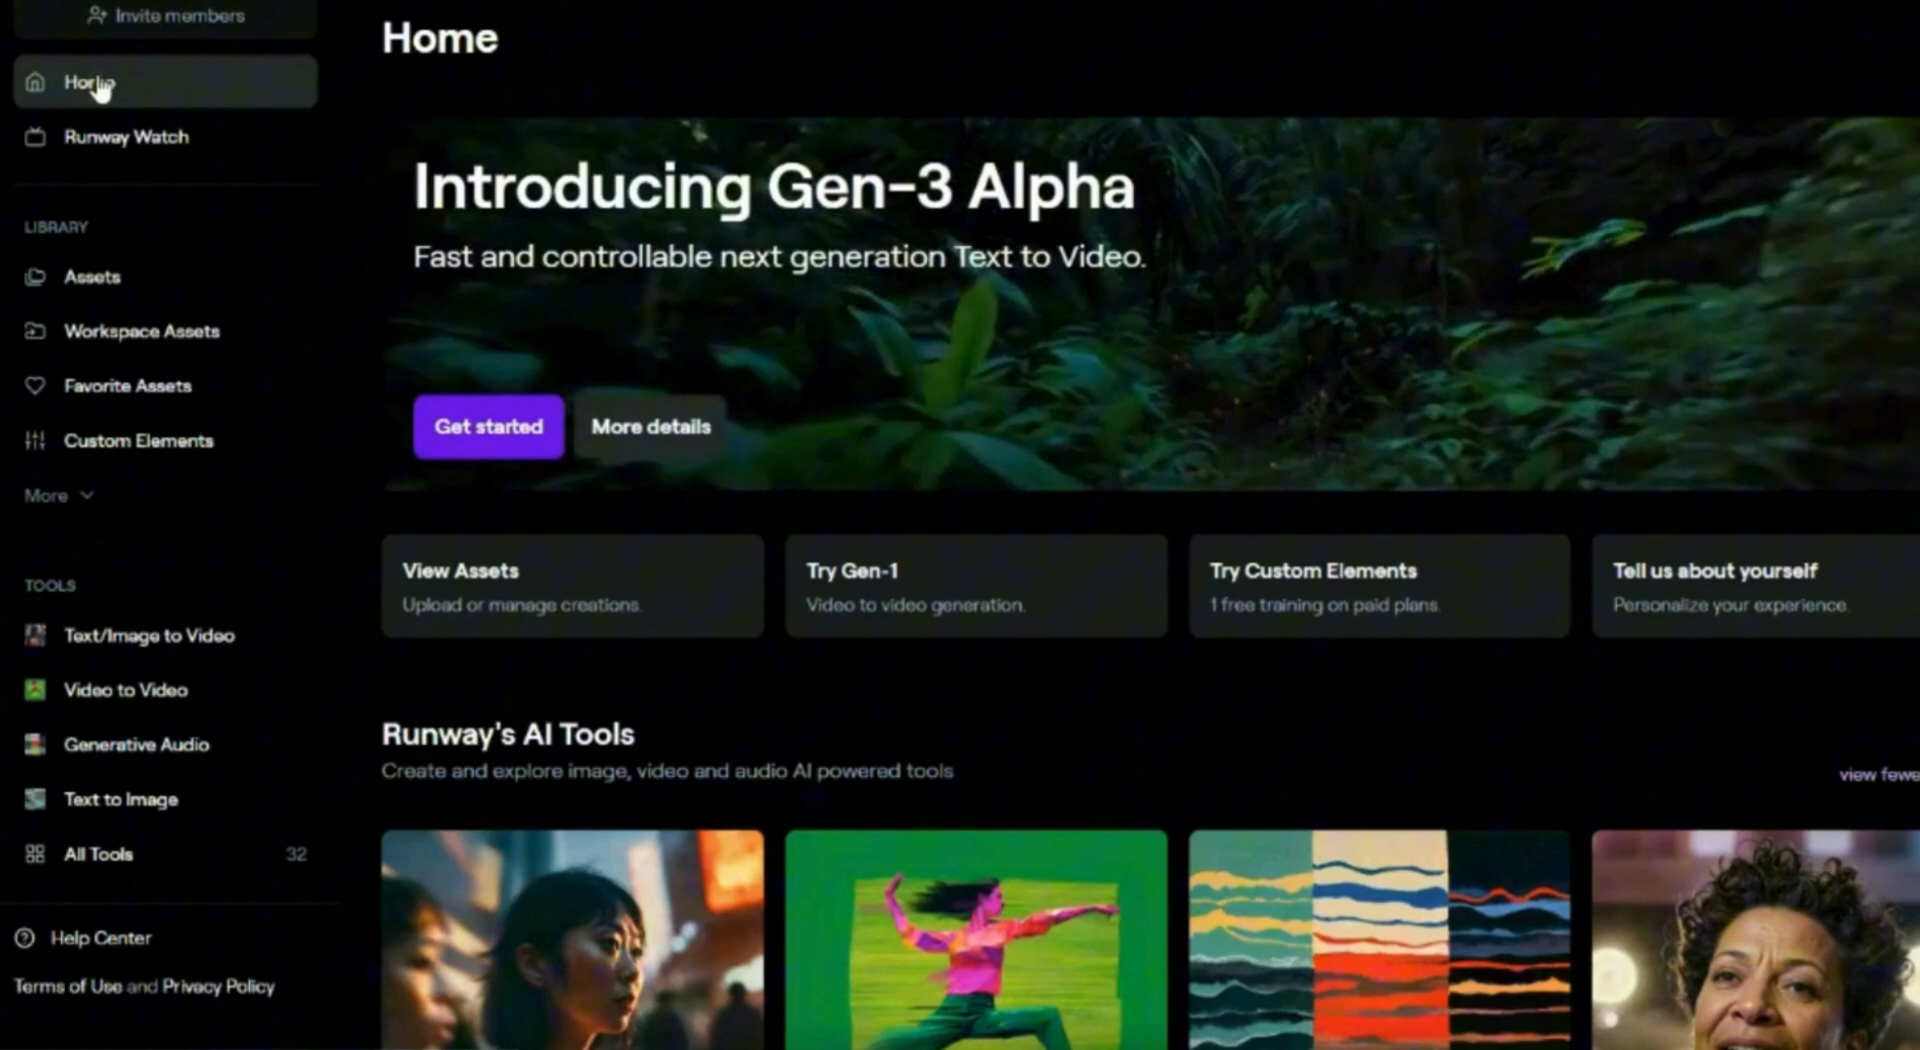 Invite members
Home
Runway Watch
LIBRARY
Assets
Workspace Assets
Favorite Assets
Custom Elements
More
TOOLS
Text/Image to Video
Video to Video
Generative Audio
Text to Image
All Tools 32
Help Center
Terms of Use and Privacy Policy
Home
Introducing Gen-3 Alpha
Fast and controllable next generation Text to Video.
Get started More details
View Assets
Upload or manage creations.
Try Gen-1
Video to video generation.
Try Custom Elements
1 free training on paid plans.
Tell us about yourself
Personalize your experience.
Runway's AI Tools
Create and explore image, video and audio AI powered tools
view